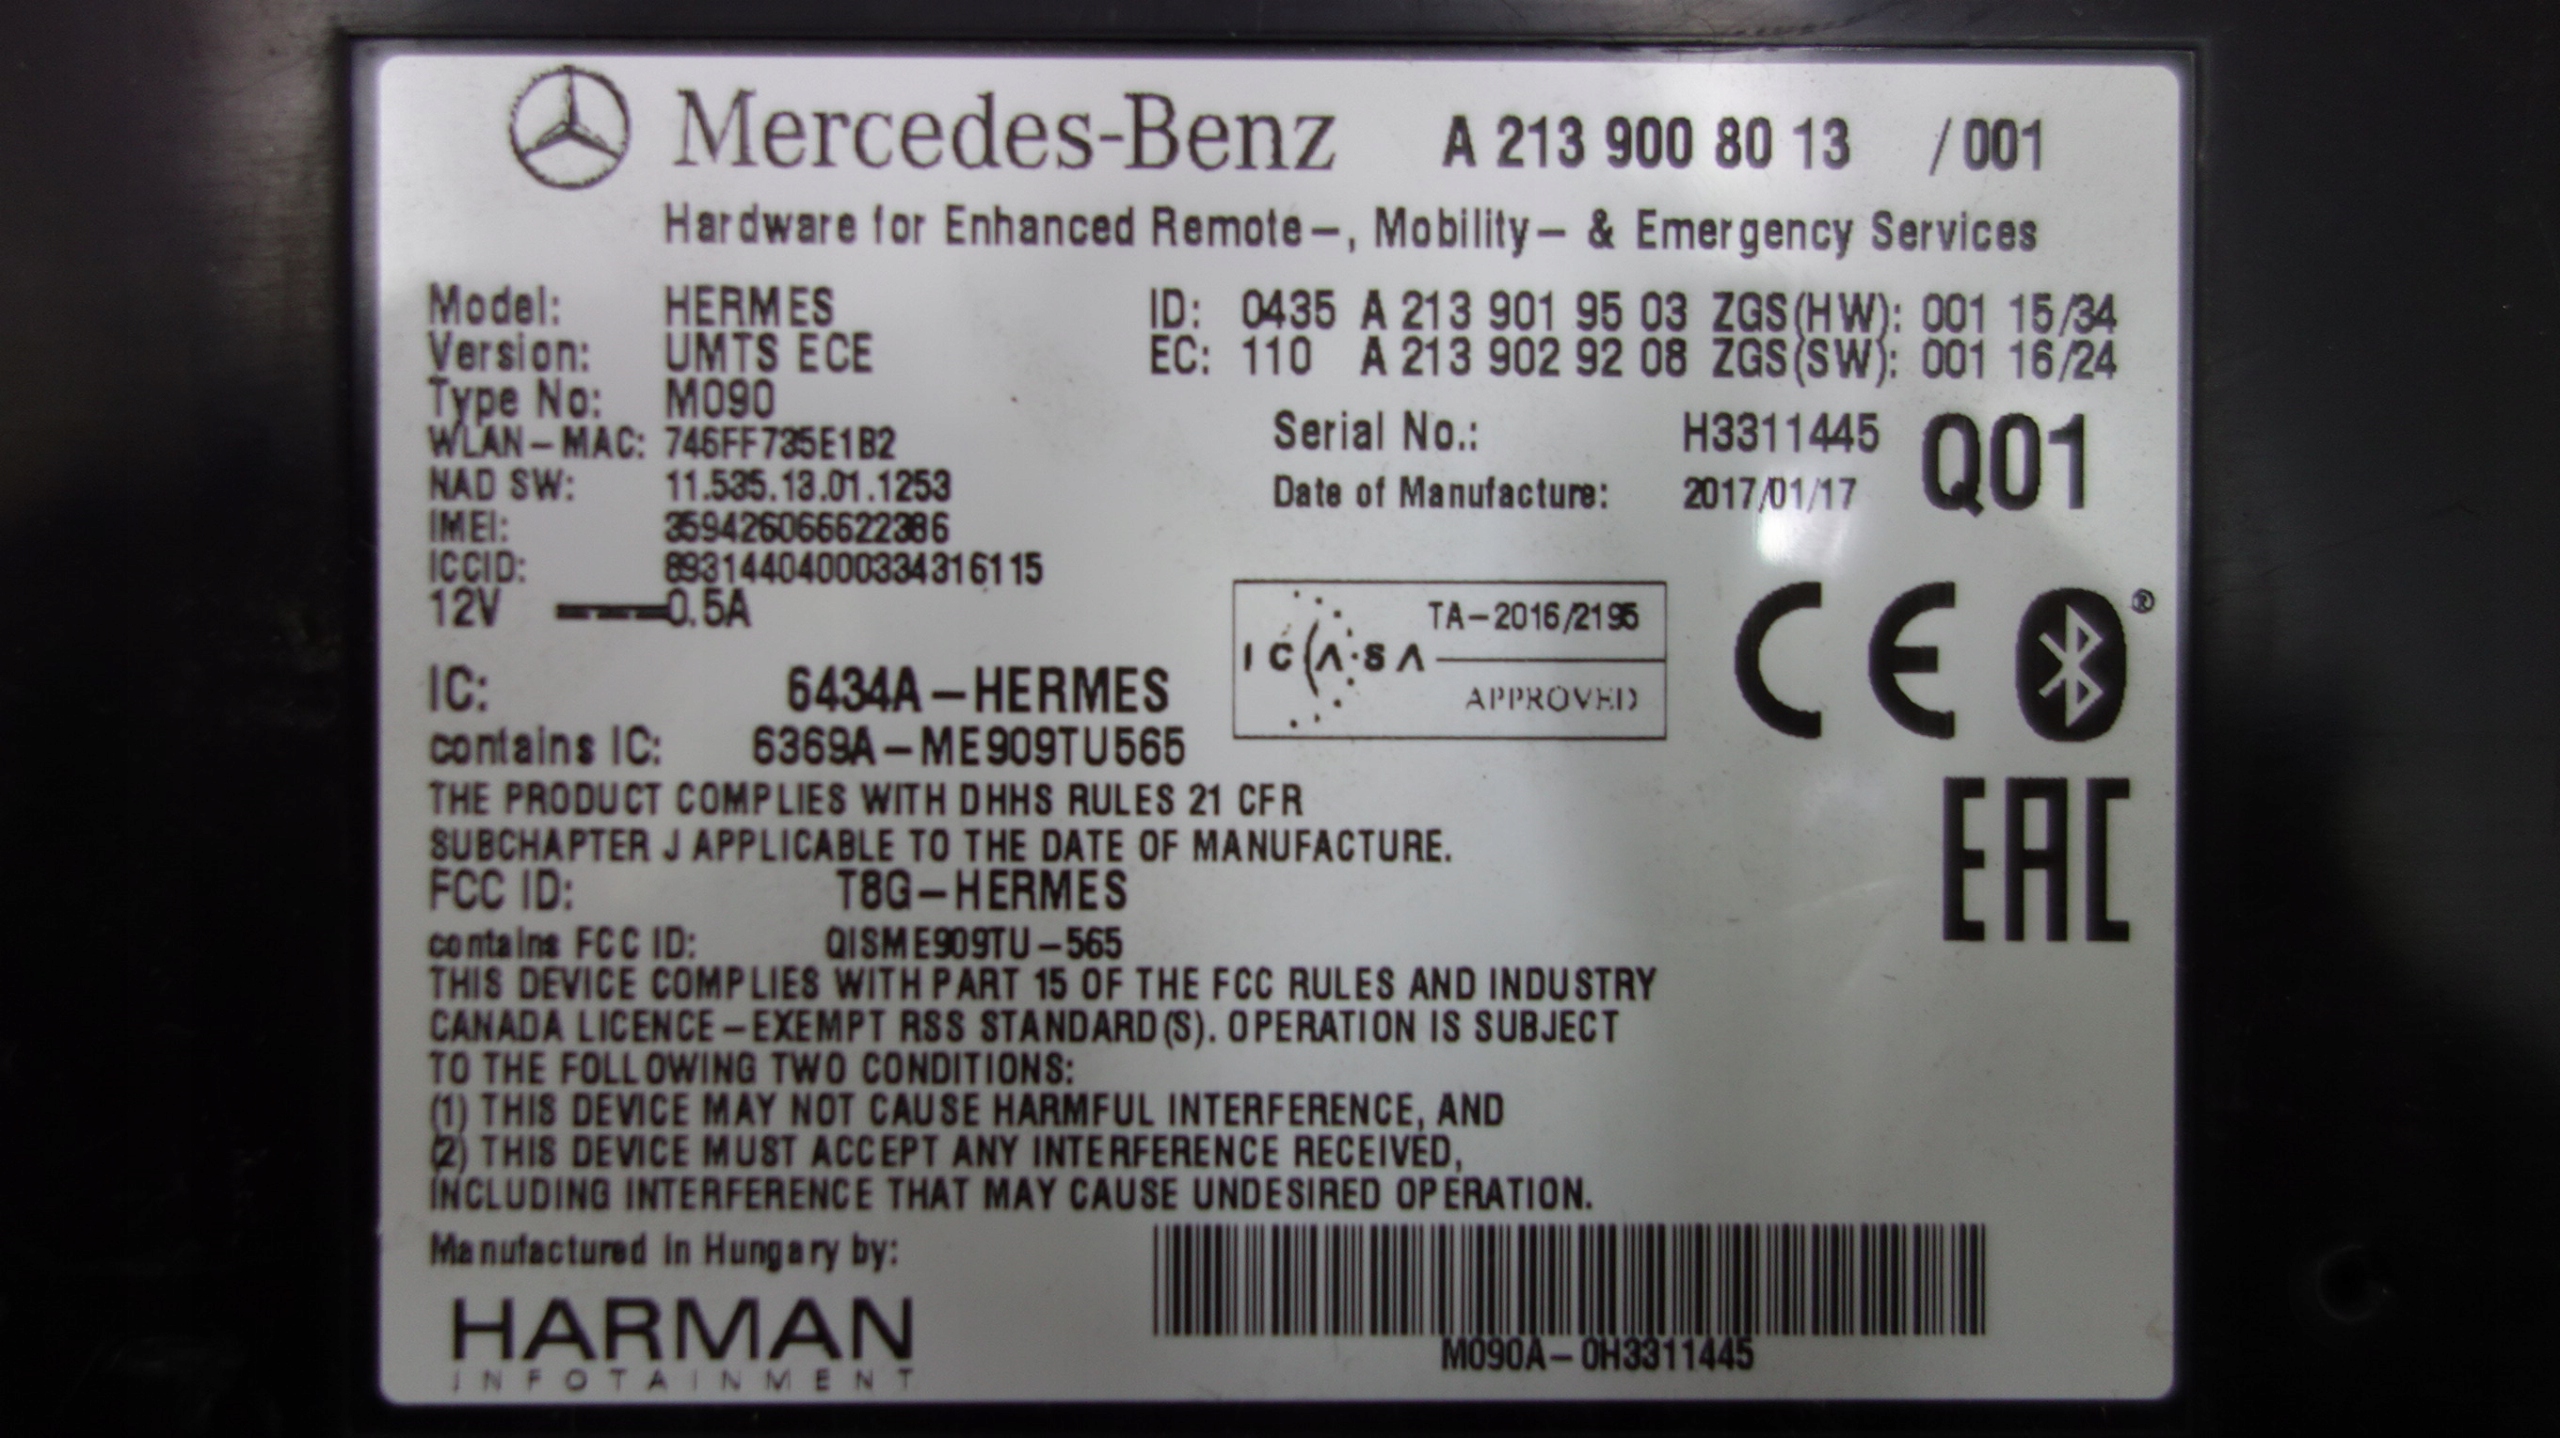 Mercedes-Benz A 213 900 80 13 /001
Hardware for Enhanced Remote-, Mobility- & Emergency Services
Model: HERMES ID: 0435 A 213 901 95 03 ZGS(HW): 001 15/34
Version: UMTS ECE EC: 110 A 213 902 92 08 ZGS(SW): 001 16/24
Type No: M090
WLAN-MAC: 746FF735E1B2 Serial No.: H3311445 Q01
NAD SW: 11.535.13.01.1253 Date of Manufacture: 2017/01/17
IMEI: 359426066622386
ICCID: 89314404000334316115
12V 0.5A
TA-2016/2195
ICASA
APPROVED
CE
®
IC: 6434A-HERMES
contains IC: 6369A-ME909TU565
EAC
THE PRODUCT COMPLIES WITH DHHS RULES 21 CFR
SUBCHAPTER J APPLICABLE TO THE DATE OF MANUFACTURE.
FCC ID: T8G-HERMES
contains FCC ID: QISME909TU-565
THIS DEVICE COMPLIES WITH PART 15 OF THE FCC RULES AND INDUSTRY
CANADA LICENCE-EXEMPT RSS STANDARD(S). OPERATION IS SUBJECT
TO THE FOLLOWING TWO CONDITIONS:
(1) THIS DEVICE MAY NOT CAUSE HARMFUL INTERFERENCE, AND
(2) THIS DEVICE MUST ACCEPT ANY INTERFERENCE RECEIVED,
INCLUDING INTERFERENCE THAT MAY CAUSE UNDESIRED OPERATION.
Manufactured in Hungary by:
HARMAN
INFOTAINMENT
M090A-0H3311445